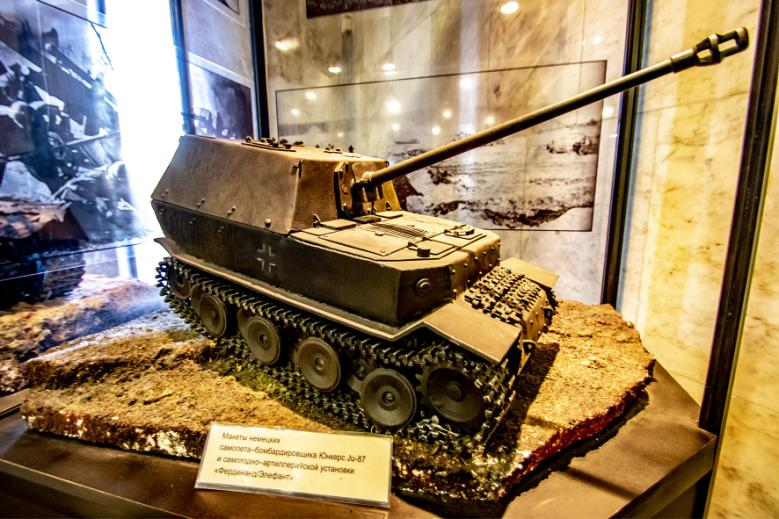 Макеты немецких
самолета-бомбардировщика Юнкерс Ju-87
и самоходно-артиллерийской установки
«Фердинанд/Элефант»